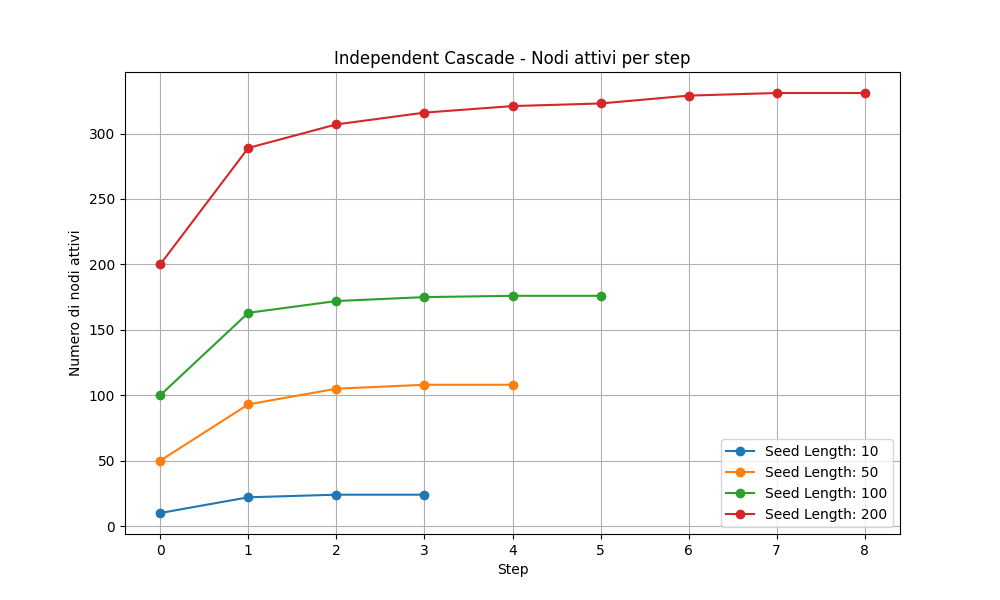 Independent Cascade - Nodi attivi per step
Numero di nodi attivi
300
250
200
150
100
50
0
0 1 2 3 4 5 6 7 8
Step
Seed Length: 10
Seed Length: 50
Seed Length: 100
Seed Length: 200